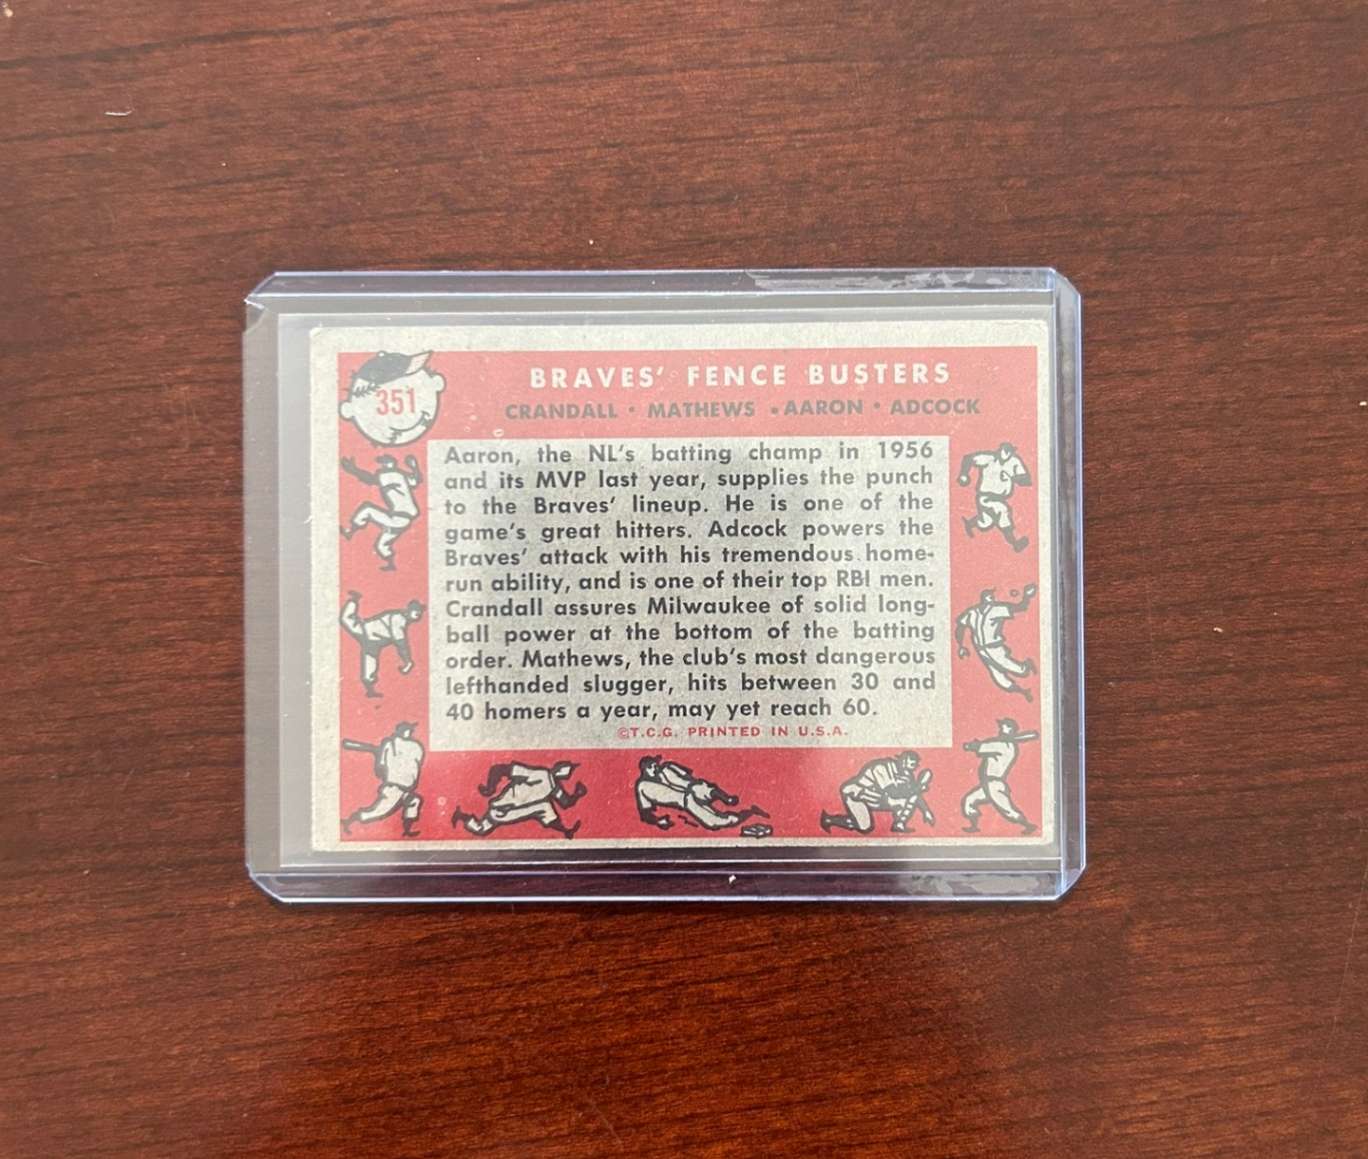 351
BRAVES' FENCE BUSTERS
CRANDALL • MATHEWS • AARON • ADCOCK
Aaron, the NL's batting champ in 1956
and its MVP last year, supplies the punch
to the Braves' lineup. He is one of the
game's great hitters. Adcock powers the
Braves' attack with his tremendous home-
run ability, and is one of their top RBI men.
Crandall assures Milwaukee of solid long-
ball power at the bottom of the batting
order. Mathews, the club's most dangerous
lefthanded slugger, hits between 30 and
40 homers a year, may yet reach 60.
©T.C.G. PRINTED IN U.S.A.